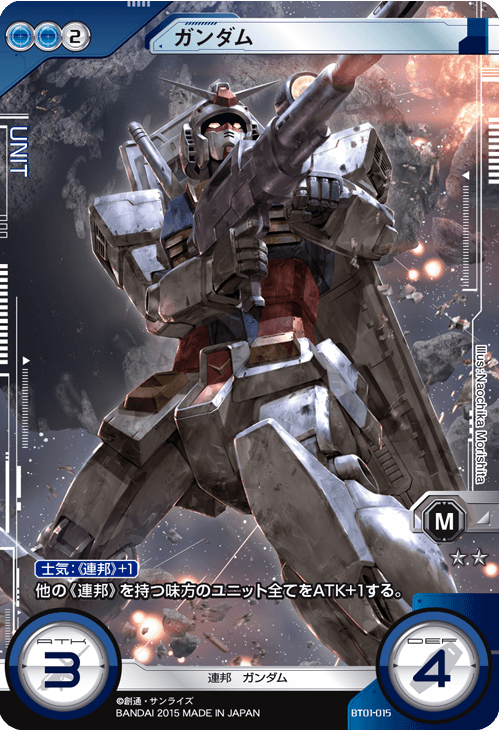 2
ガンダム
UNIT
Illus:Naochika Morishita
M
士気:《連邦》+1
他の《連邦》を持つ味方のユニット全てをATK+1する。
ATK
3
DEF
4
連邦 ガンダム
©創通・サンライズ
BANDAI 2015 MADE IN JAPAN
BT01-015